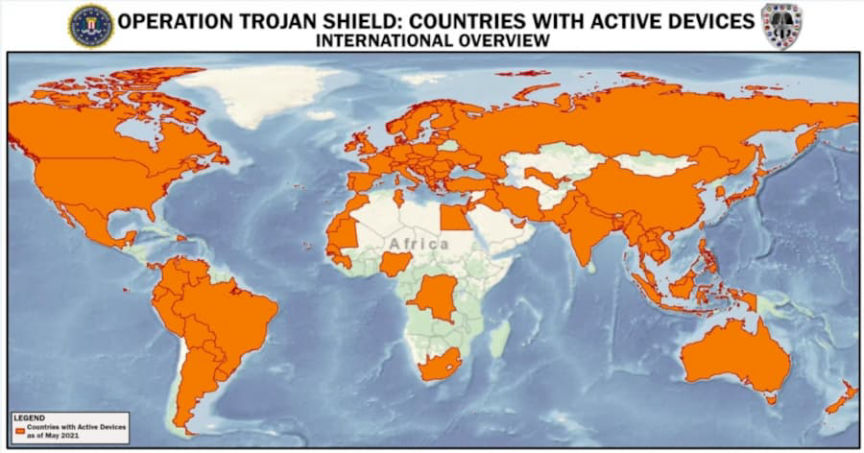 OPERATION TROJAN SHIELD: COUNTRIES WITH ACTIVE DEVICES
INTERNATIONAL OVERVIEW
Africa
LEGEND
Countries with Active Devices
as of May 2021